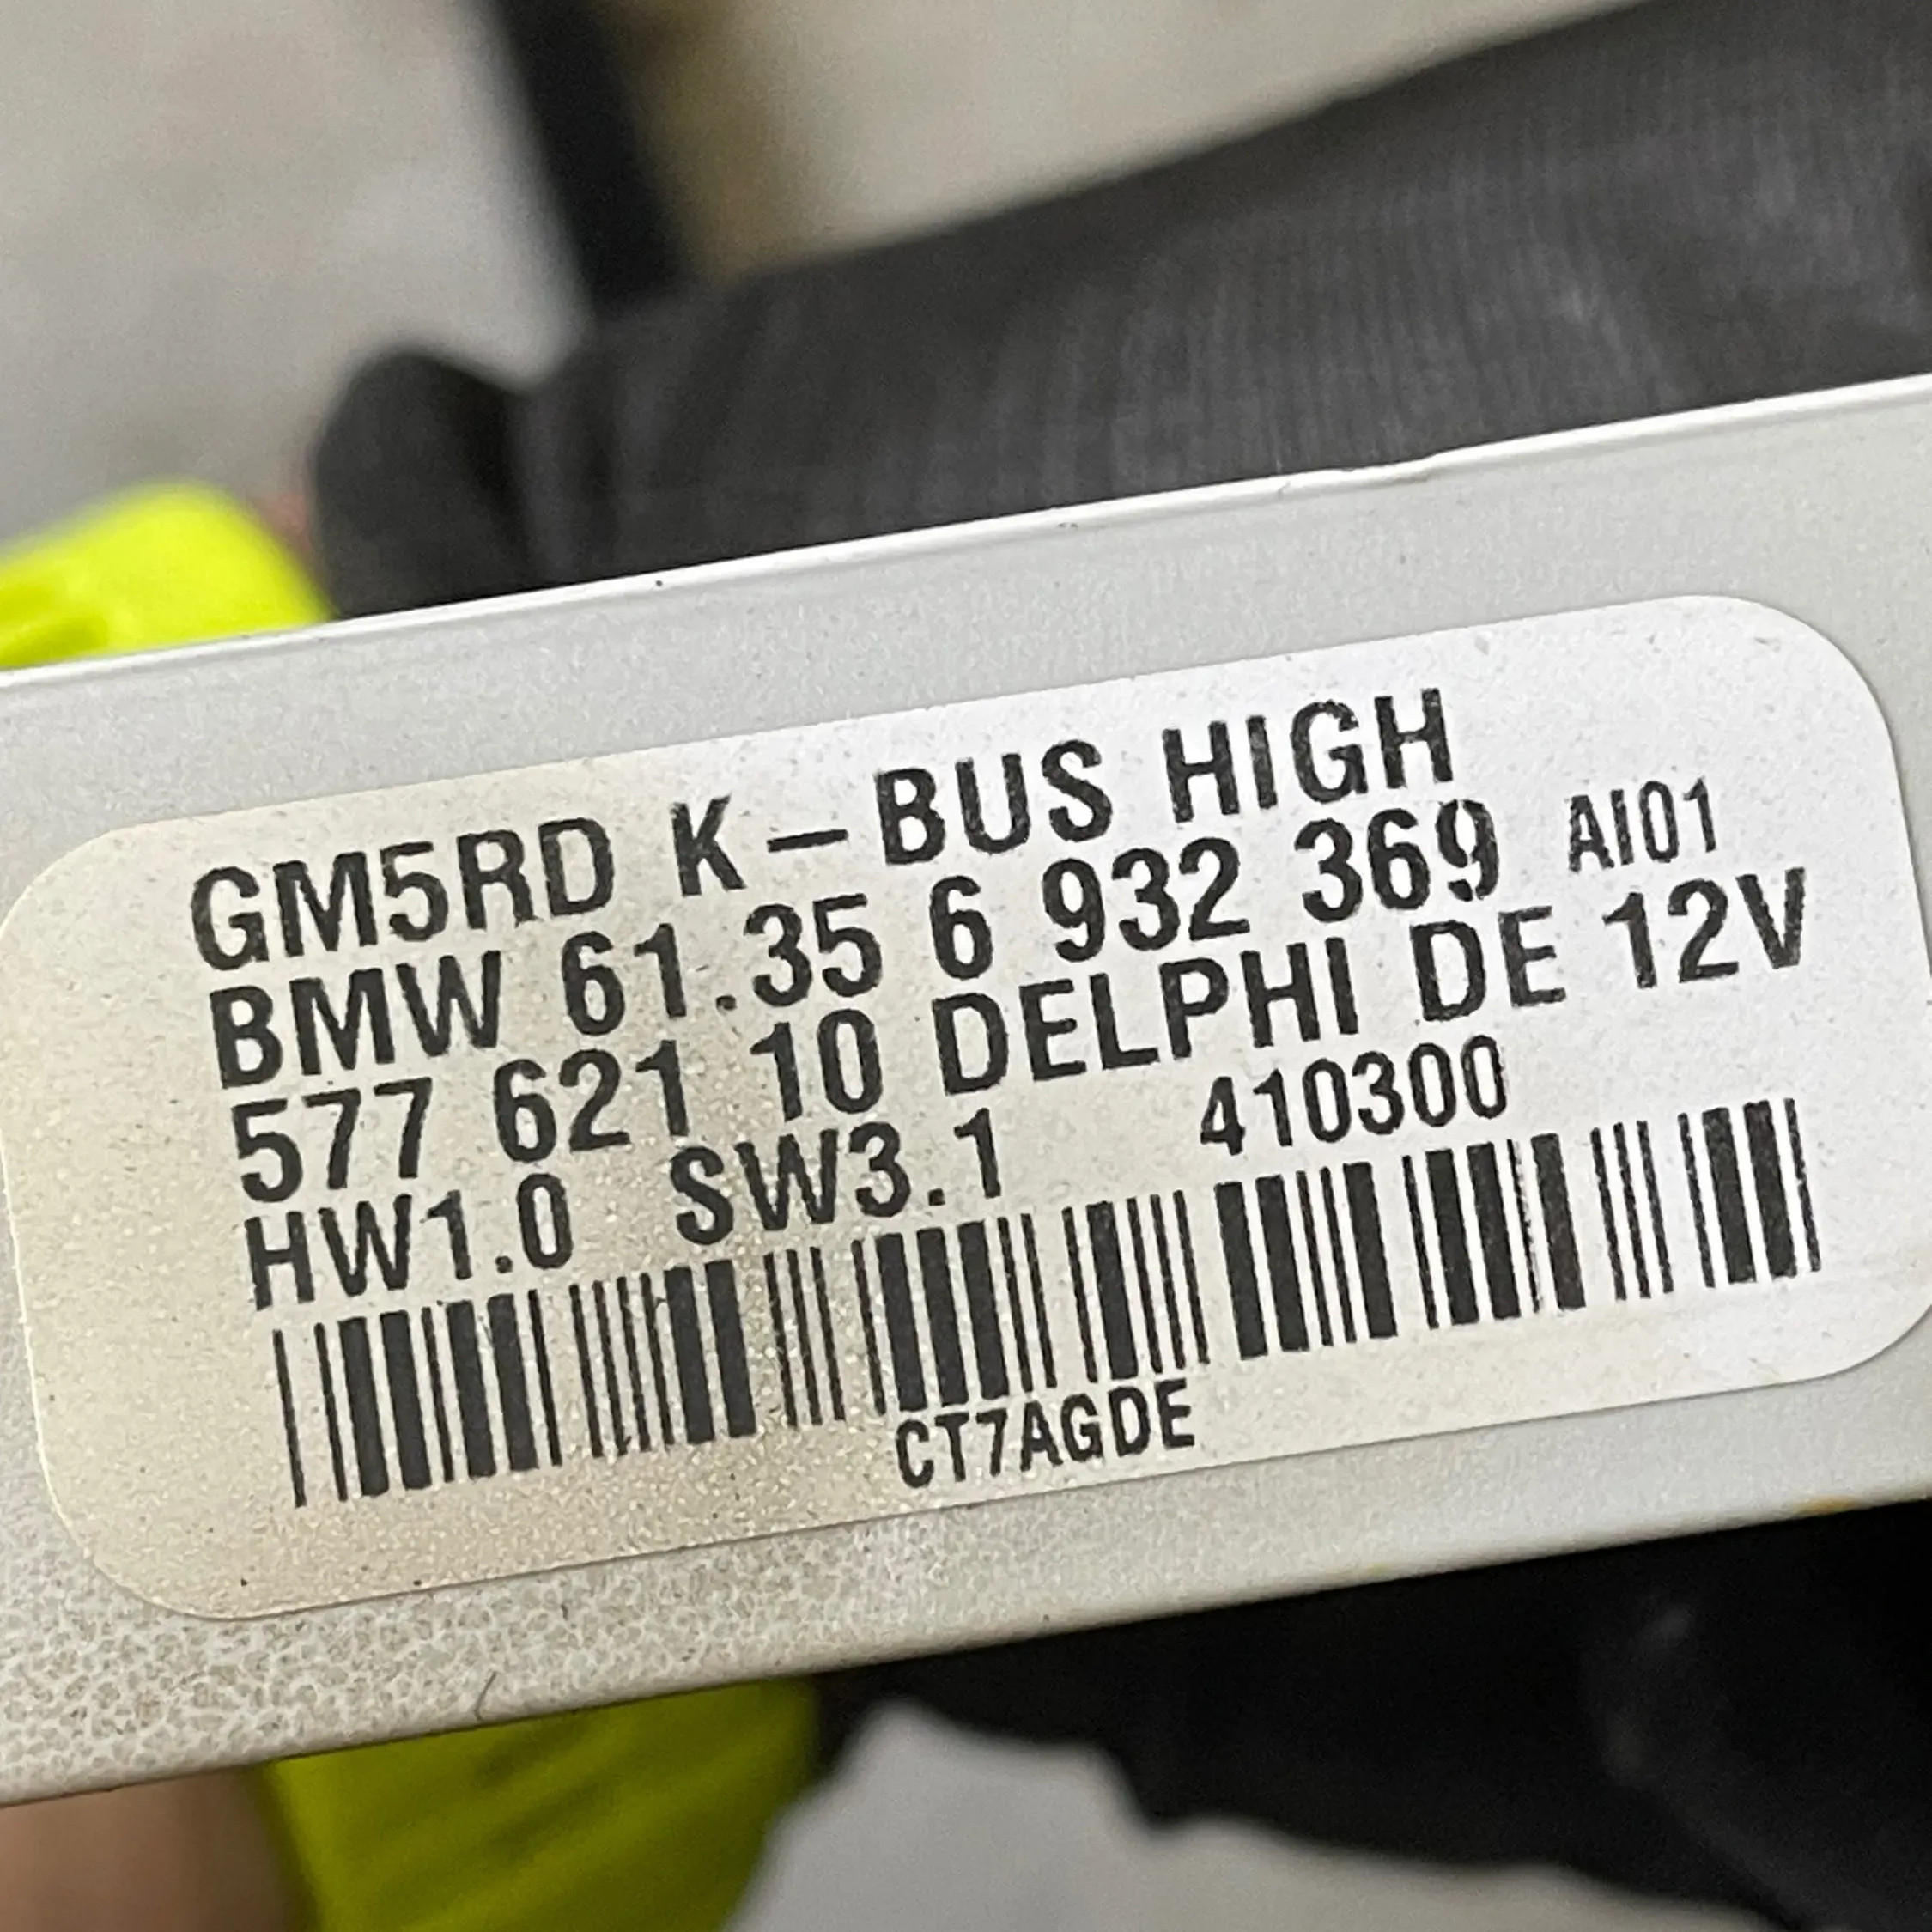 GM5RD K-BUS HIGH
BMW 61.35 6 932 369 AI01
577 621 10 DELPHI DE 12V
HW1.0 SW3.1 410300
CT7AGDE